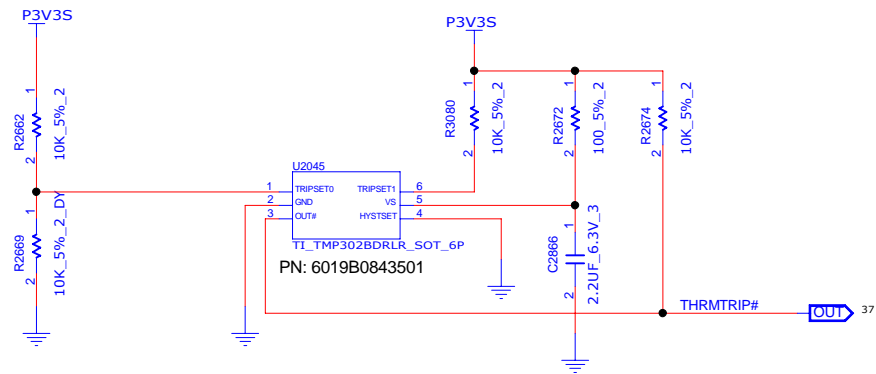 P3V3S
P3V3S
1
R2662
10K_5%_2
2
1
R2669
10K_5%_2_DY
2
1
R3080
10K_5%_2
2
1
R2672
100_5%_2
2
1
R2674
10K_5%_2
2
U2045
1 TRIPSET0 TRIPSET1 6
2 GND VS 5
3 OUT# HYSTSET 4
TI_TMP302BDRLR_SOT_6P
PN: 6019B0843501
1
C2866
2.2UF_6.3V_3
2
THRMTRIP#
OUT 37